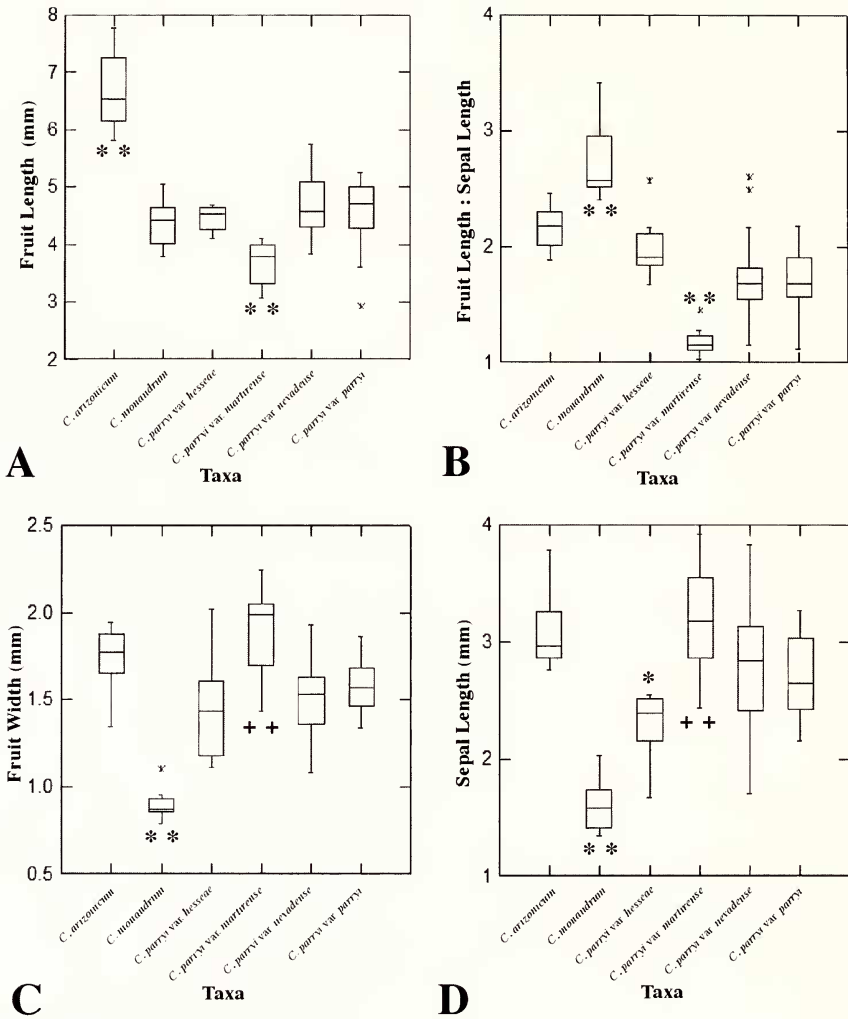 8
7
6
5
4
3
2
Fruit Length (mm)
* *
* *
C. arizonicum
C. monandrum
C. parryi var. hesseae
C. parryi var. martirense
C. parryi var. nevadense
C. parryi var. parryi
A
Taxa
4
3
2
1
Fruit Length : Sepal Length
* *
* *
C. arizonicum
C. monandrum
C. parryi var. hesseae
C. parryi var. martirense
C. parryi var. nevadense
C. parryi var. parryi
B
Taxa
2.5
2.0
1.5
1.0
0.5
Fruit Width (mm)
+ +
* *
C. arizonicum
C. monandrum
C. parryi var. hesseae
C. parryi var. martirense
C. parryi var. nevadense
C. parryi var. parryi
C
Taxa
4
3
2
1
Sepal Length (mm)
*
+ +
* *
C. arizonicum
C. monandrum
C. parryi var. hesseae
C. parryi var. martirense
C. parryi var. nevadense
C. parryi var. parryi
D
Taxa